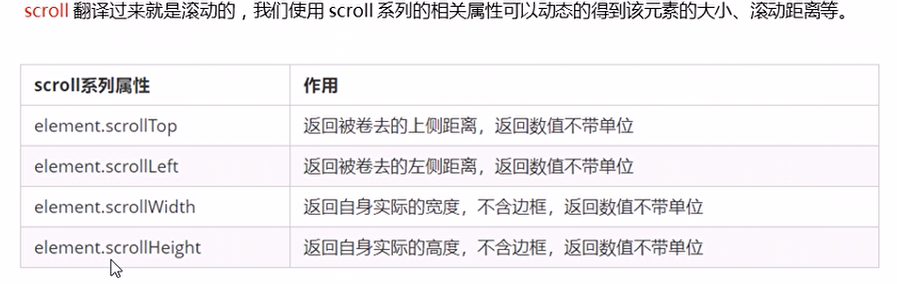 scroll 翻译过来就是滚动的，我们使用 scroll 系列的相关属性可以动态的得到该元素的大小、滚动距离等。
scroll系列属性 作用
element.scrollTop 返回被卷去的上侧距离，返回数值不带单位
element.scrollLeft 返回被卷去的左侧距离，返回数值不带单位
element.scrollWidth 返回自身实际的宽度，不含边框，返回数值不带单位
element.scrollHeight 返回自身实际的高度，不含边框，返回数值不带单位